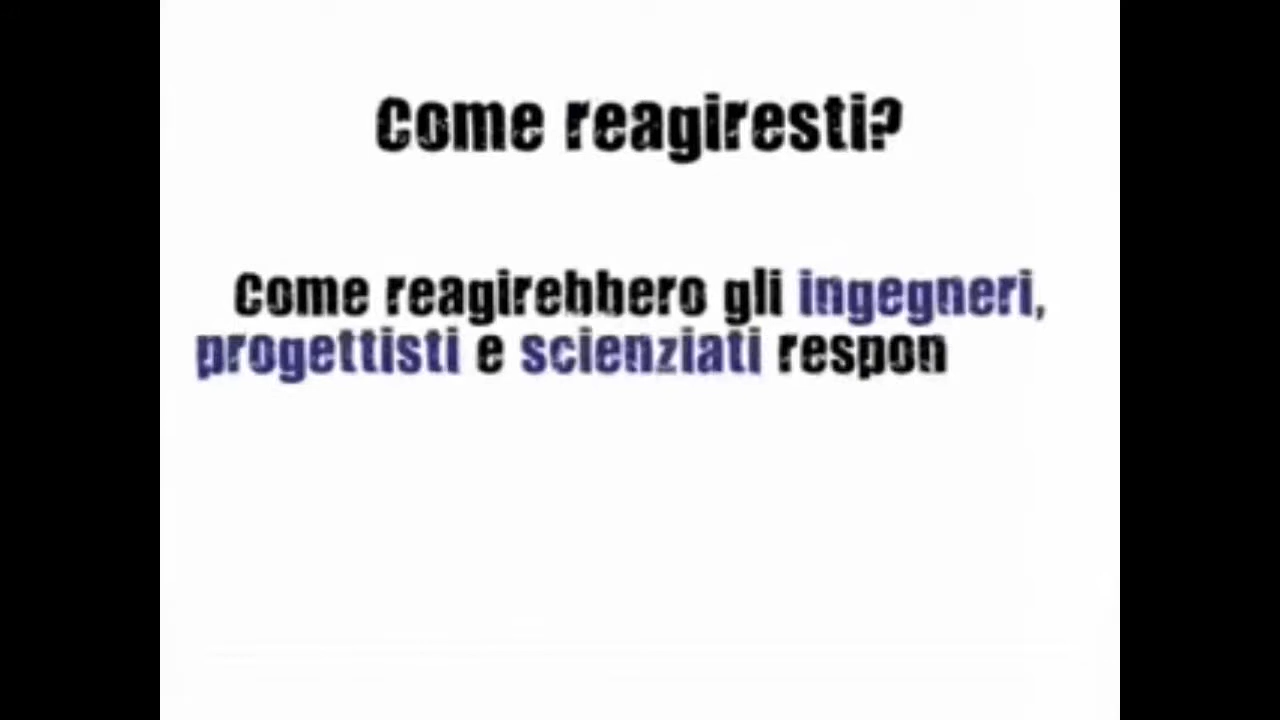 Come reagiresti?
Come reagirebbero gli ingegneri,
progettisti e scienziati respon